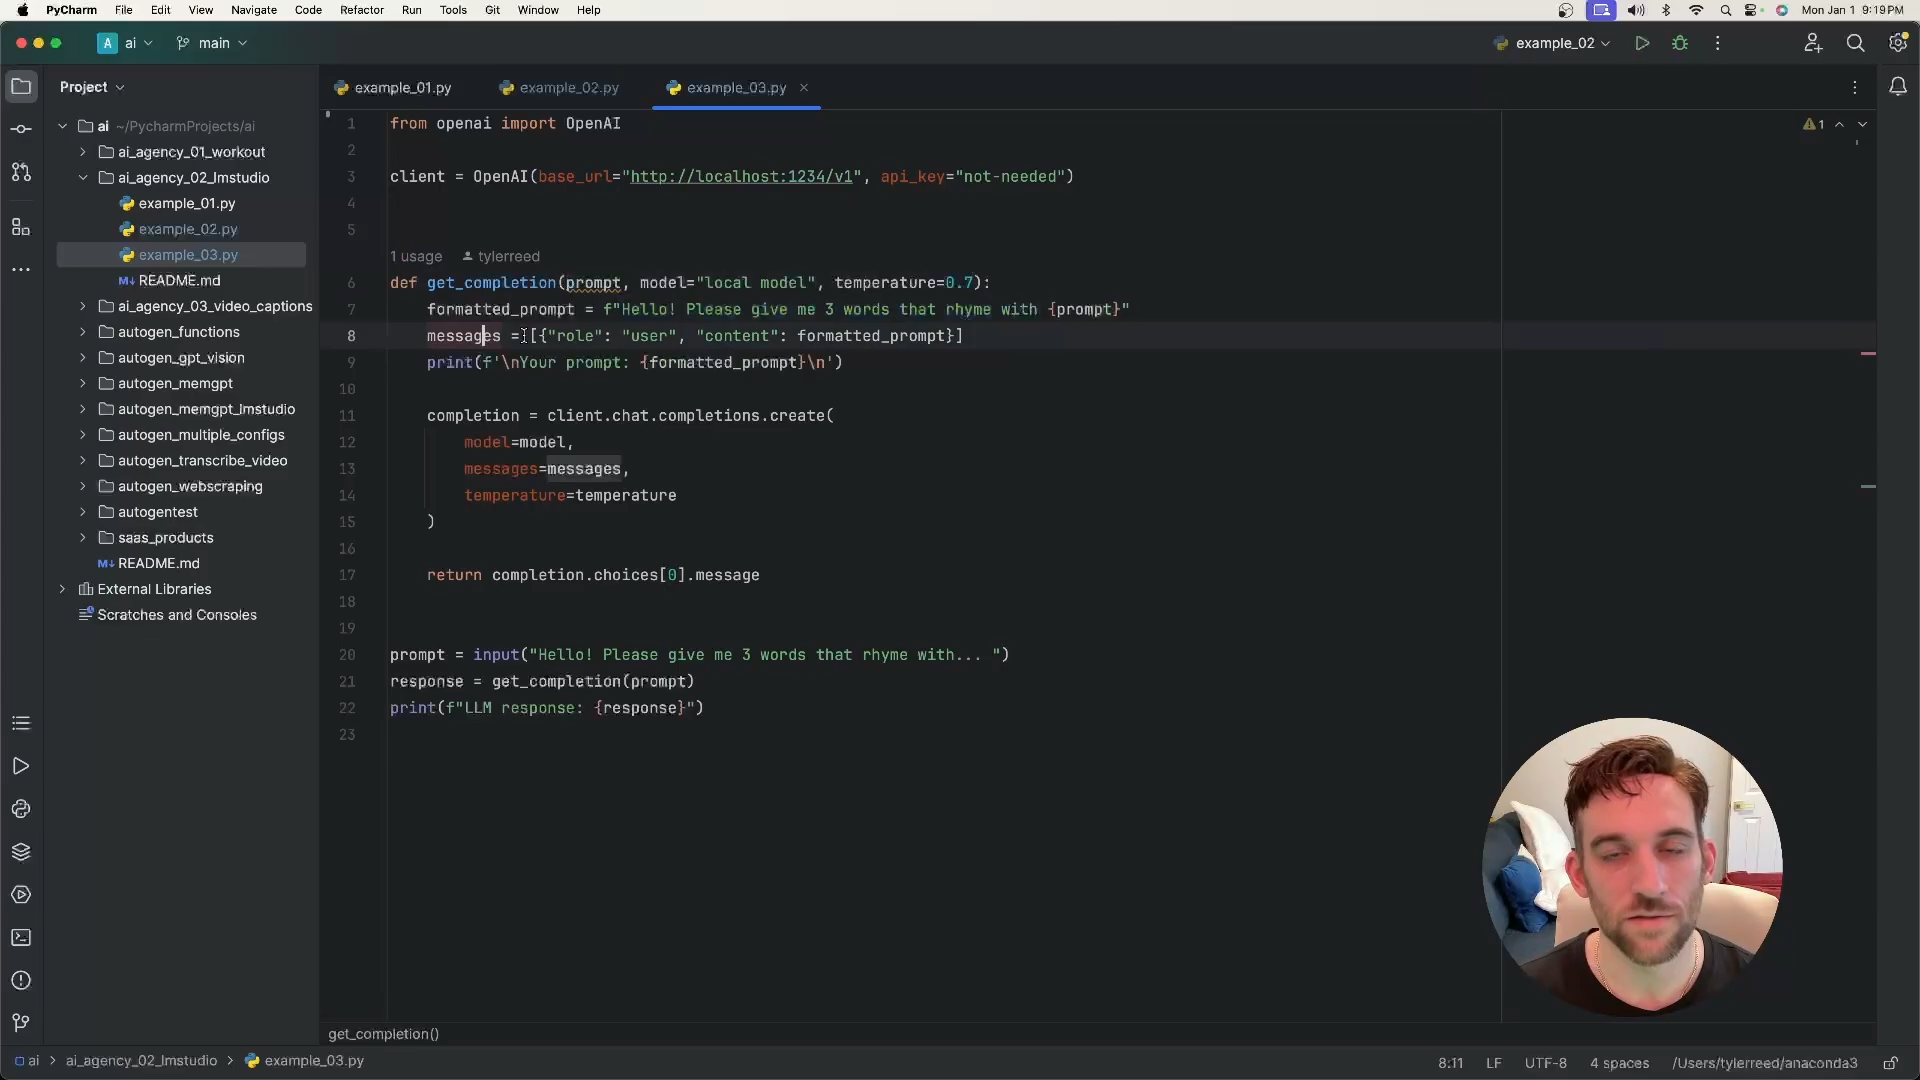 PyCharm File Edit View Navigate Code Refactor Run Tools Git Window Help Mon Jan 1 9:19 PM
A ai main example_02
Project
example_01.py example_02.py example_03.py
ai ~/PycharmProjects/ai
ai_agency_01_workout
ai_agency_02_lmstudio
example_01.py
example_02.py
example_03.py
README.md
ai_agency_03_video_captions
autogen_functions
autogen_gpt_vision
autogen_memgpt
autogen_memgpt_lmstudio
autogen_multiple_configs
autogen_transcribe_video
autogen_webscraping
autogentest
saas_products
README.md
External Libraries
Scratches and Consoles
1
1 from openai import OpenAI
2
3 client = OpenAI(base_url="http://localhost:1234/v1", api_key="not-needed")
4
5
1 usage tylerreed
6 def get_completion(prompt, model="local model", temperature=0.7):
7 formatted_prompt = f"Hello! Please give me 3 words that rhyme with {prompt}"
8 messages = [{"role": "user", "content": formatted_prompt}]
9 print(f'\nYour prompt: {formatted_prompt}\n')
10
11 completion = client.chat.completions.create(
12 model=model,
13 messages=messages,
14 temperature=temperature
15 )
16
17 return completion.choices[0].message
18
19
20 prompt = input("Hello! Please give me 3 words that rhyme with... ")
21 response = get_completion(prompt)
22 print(f"LLM response: {response}")
23
get_completion()
ai > ai_agency_02_lmstudio > example_03.py 8:11 LF UTF-8 4 spaces /Users/tylerreed/anaconda3